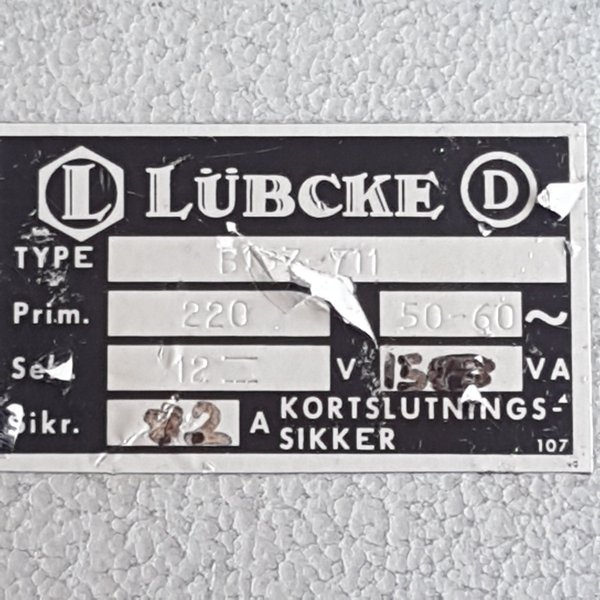 L LÜBCKE D
TYPE
Prim. 220 50-60 ~
Sek. 12 V VA
Sikr. A KORTSLUTNINGS-
SIKKER 107